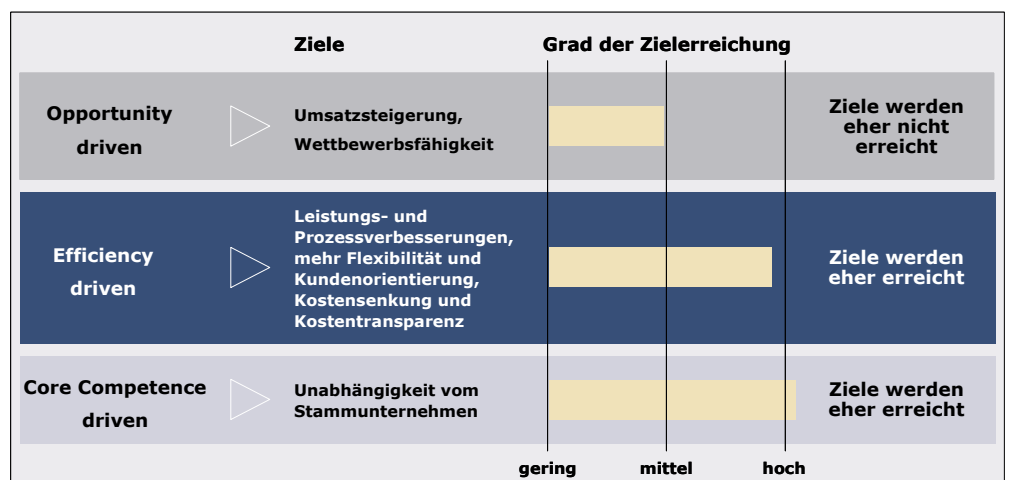 Ziele Grad der Zielerreichung
Opportunity
driven
Umsatzsteigerung,
Wettbewerbsfähigkeit
Ziele werden
eher nicht
erreicht
Efficiency
driven
Leistungs- und
Prozessverbesserungen,
mehr Flexibilität und
Kundenorientierung,
Kostensenkung und
Kostentransparenz
Ziele werden
eher erreicht
Core Competence
driven
Unabhängigkeit vom
Stammunternehmen
Ziele werden
eher erreicht
gering mittel hoch